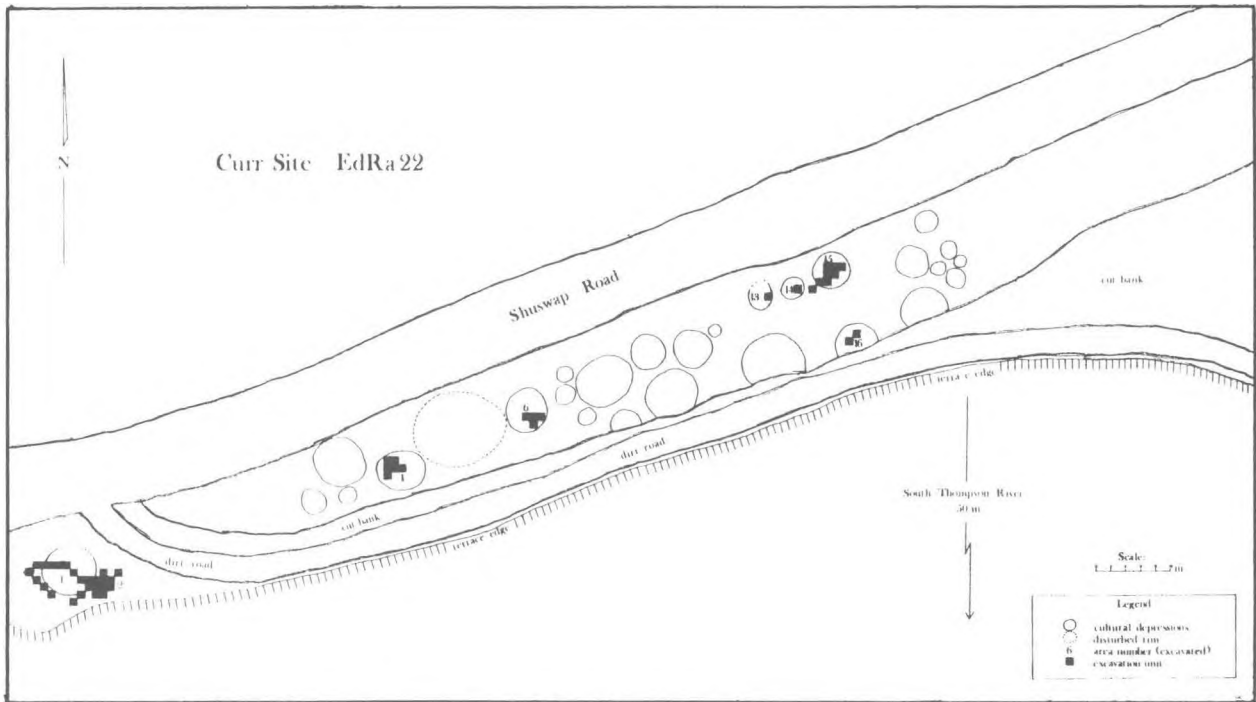 N
Curr Site EdRa 22
Shuswap Road
15
14
13
16
cut bank
terrace edge
6
dirt road
South Thompson River
50 m
cut bank
terrace edge
dirt road
1
Scale:
m
Legend
cultural depressions
disturbed rim
6 area number (excavated)
excavation unit